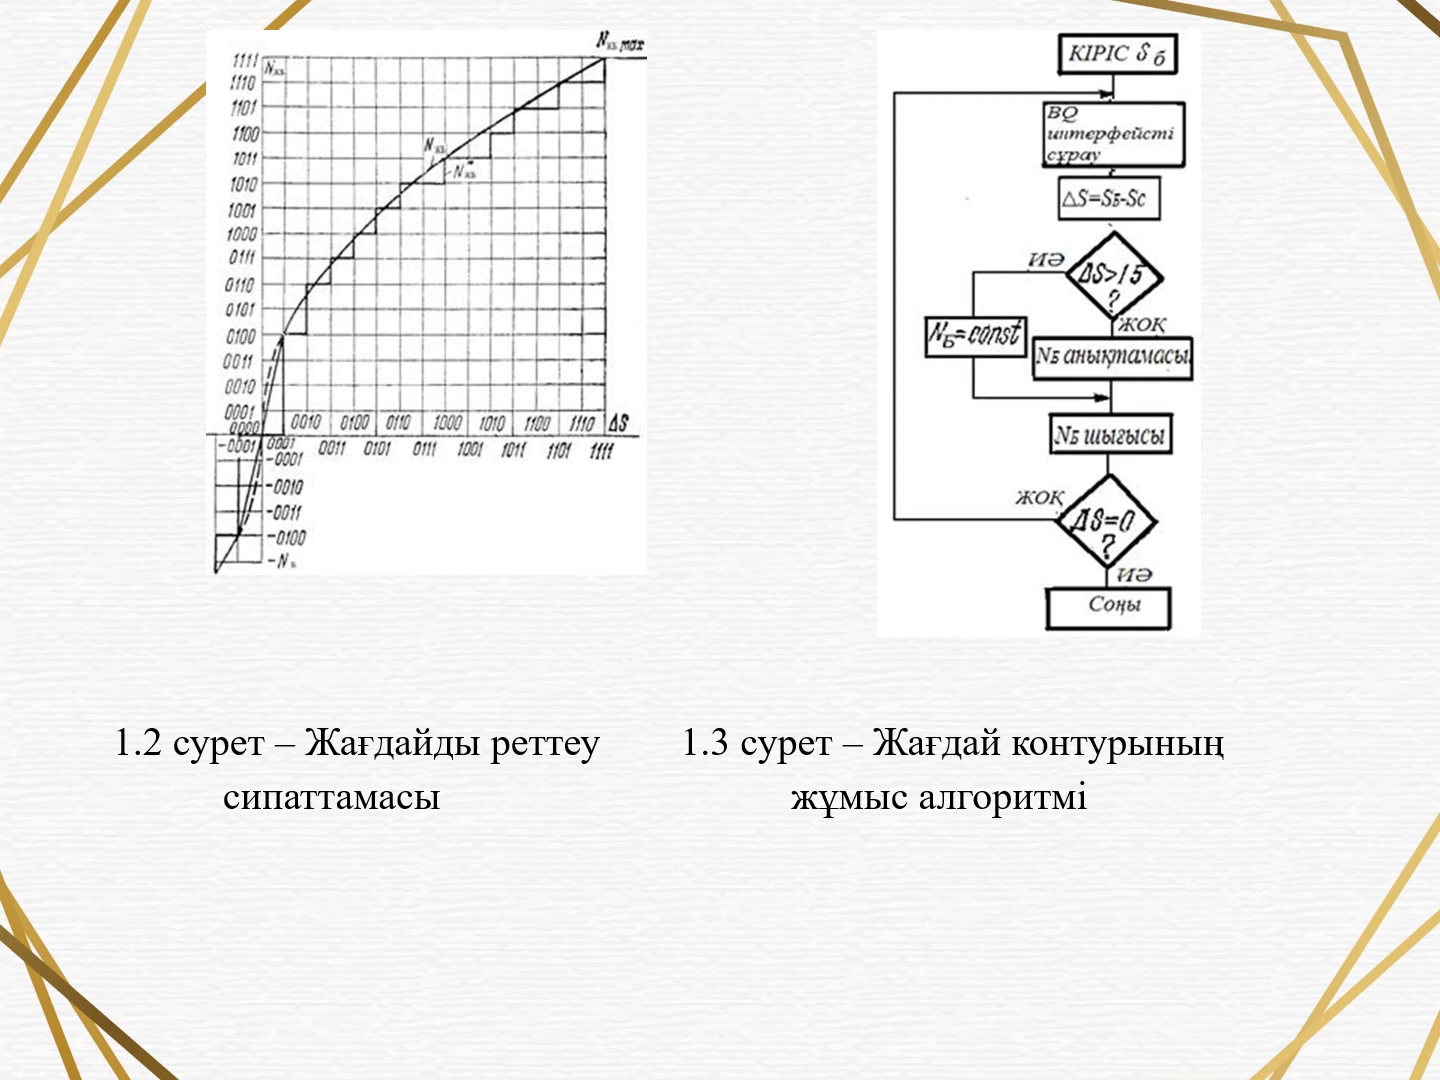 N max
1111
N
1110
1101
1100
1011
1010
1001
1000
0111
0110
0101
0100
0011
0010
0001
0000
N
N*
0010 0100 0110 1000 1010 1100 1110 ΔS
-0001 0001 0011 0101 0111 1001 1011 1101 1111
-0001
-0010
-0011
-0100
-N
КІРІС S б
BQ
интерфейсті
сұрау
ΔS=SБ-Sc
ИӘ
ΔS>15
?
ЖОҚ
NБ=const
NБ анықтамасы
NБ шығысы
ЖОҚ
ΔS=0
?
ИӘ
Соңы
1.2 сурет – Жағдайды реттеу
сипаттамасы
1.3 сурет – Жағдай контурының
жұмыс алгоритмі